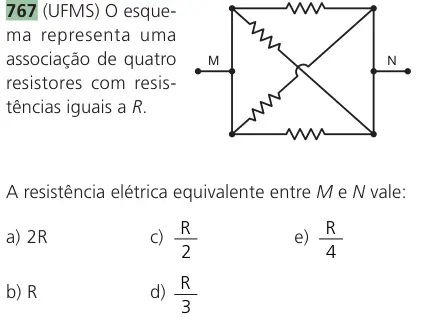 767 (UFMS) O esque-
ma representa uma
associação de quatro
resistores com resis-
tências iguais a R.
M
N
A resistência elétrica equivalente entre M e N vale:
a) 2R
c) R/2
e) R/4
b) R
d) R/3